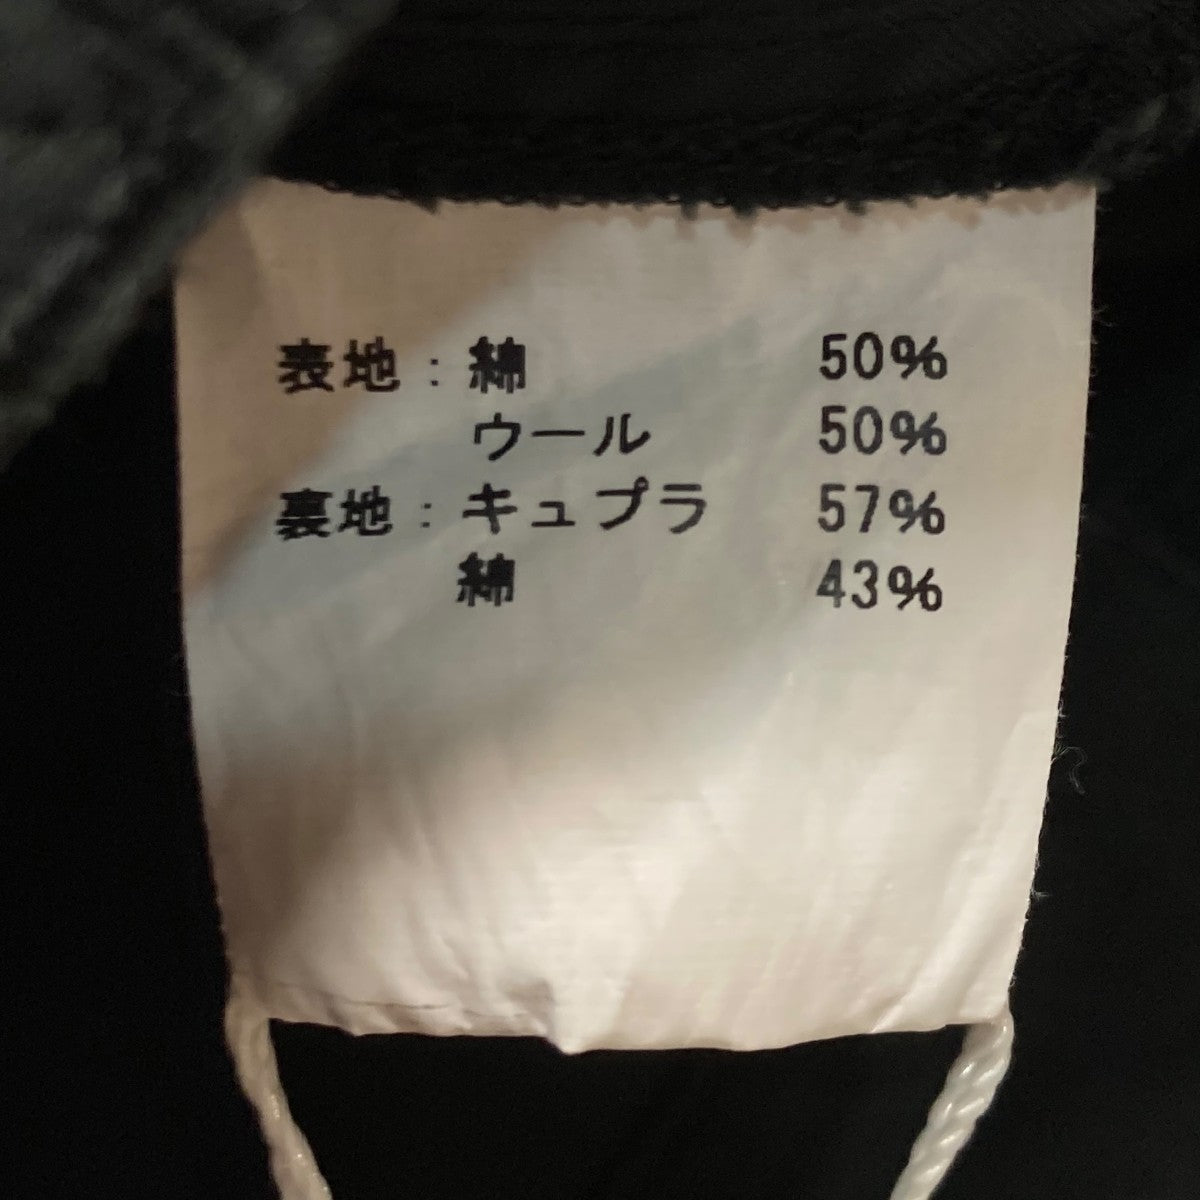 表地：綿 50%
ウール 50%
裏地：キュプラ 57%
綿 43%